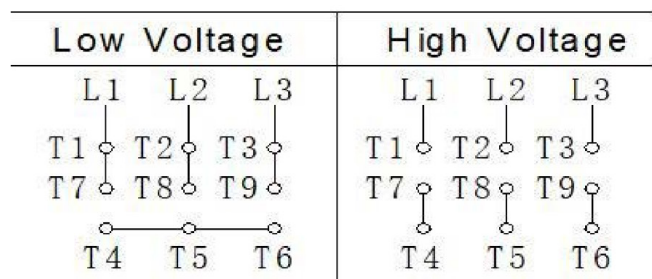 Low Voltage High Voltage
L1 L2 L3 L1 L2 L3
T1 T2 T3 T1 T2 T3
T7 T8 T9 T7 T8 T9
T4 T5 T6 T4 T5 T6